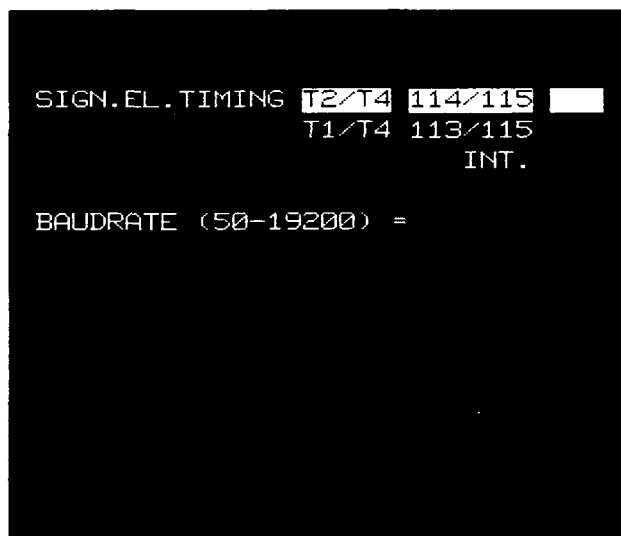 SIGN.EL.TIMING T2/T4 114/115
T1/T4 113/115
INT.
BAUDRATE (50-19200) =